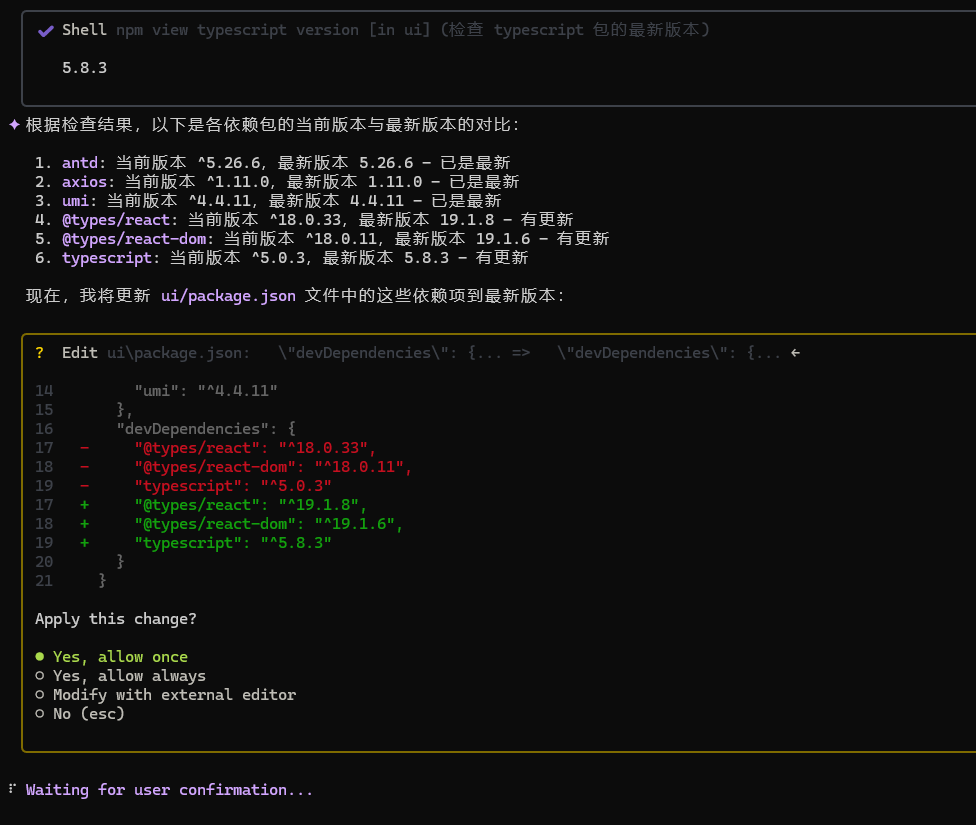 ✔ Shell npm view typescript version [in ui] (检查 typescript 包的最新版本)
5.8.3
✦ 根据检查结果，以下是各依赖包的当前版本与最新版本的对比：
1. antd: 当前版本 ^5.26.6，最新版本 5.26.6 - 已是最新
2. axios: 当前版本 ^1.11.0，最新版本 1.11.0 - 已是最新
3. umi: 当前版本 ^4.4.11，最新版本 4.4.11 - 已是最新
4. @types/react: 当前版本 ^18.0.33，最新版本 19.1.8 - 有更新
5. @types/react-dom: 当前版本 ^18.0.11，最新版本 19.1.6 - 有更新
6. typescript: 当前版本 ^5.0.3，最新版本 5.8.3 - 有更新
现在，我将更新 ui/package.json 文件中的这些依赖项到最新版本：
? Edit ui\package.json: \"devDependencies\": {... => \"devDependencies\": {... ←
14 "umi": "^4.4.11"
15 },
16 "devDependencies": {
17 - "@types/react": "^18.0.33",
18 - "@types/react-dom": "^18.0.11",
19 - "typescript": "^5.0.3"
17 + "@types/react": "^19.1.8",
18 + "@types/react-dom": "^19.1.6",
19 + "typescript": "^5.8.3"
20 }
21 }
Apply this change?
● Yes, allow once
○ Yes, allow always
○ Modify with external editor
○ No (esc)
⠏ Waiting for user confirmation...